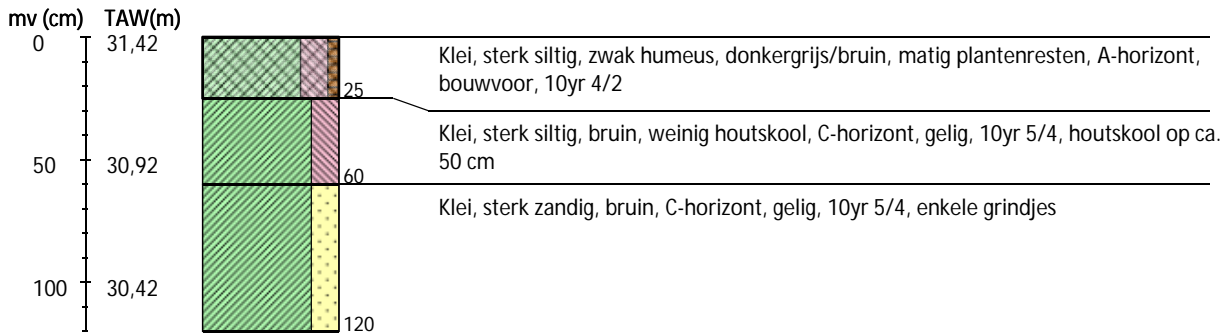 mv (cm) TAW(m)
0 31,42
Klei, sterk siltig, zwak humeus, donkergrijs/bruin, matig plantenresten, A-horizont,
bouwvoor, 10yr 4/2
25
Klei, sterk siltig, bruin, weinig houtskool, C-horizont, gelig, 10yr 5/4, houtskool op ca.
50 cm
50 30,92
60
Klei, sterk zandig, bruin, C-horizont, gelig, 10yr 5/4, enkele grindjes
100 30,42
120